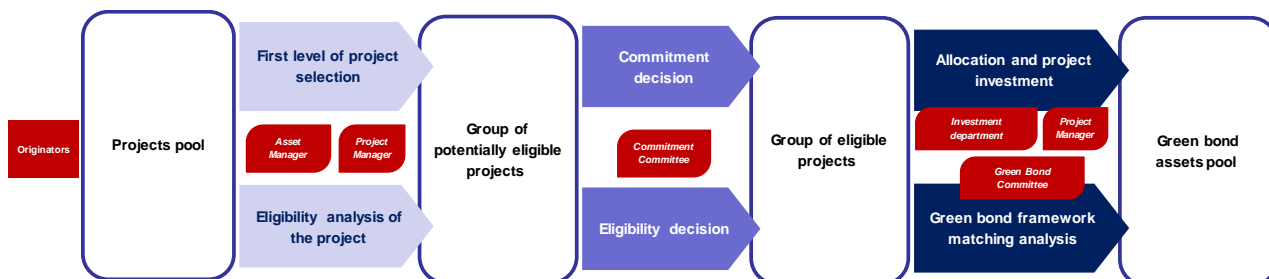 Originators
Projects pool
First level of project
selection
Asset
Manager
Project
Manager
Eligibility analysis of
the project
Group of
potentially eligible
projects
Commitment
decision
Commitment
Committee
Eligibility decision
Group of eligible
projects
Allocation and project
investment
Investment
department
Project
Manager
Green Bond
Committee
Green bond framework
matching analysis
Green bond
assets pool